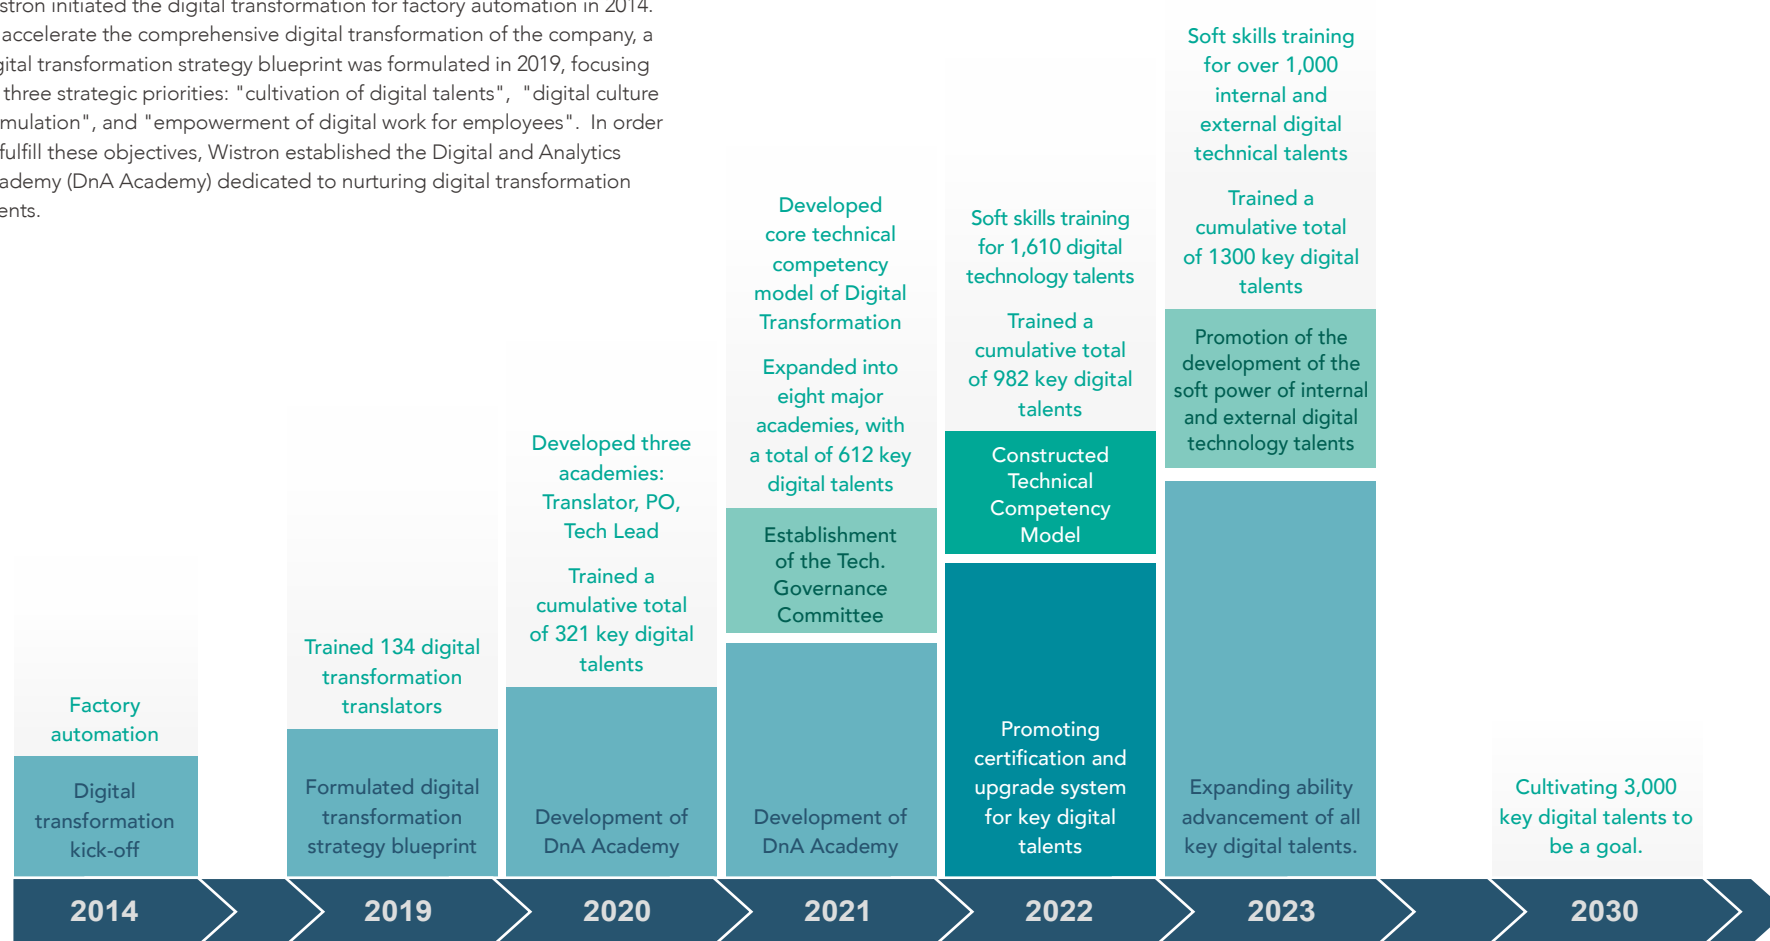 istron initiated the digital transformation for factory automation in 2014.
accelerate the comprehensive digital transformation of the company, a
gital transformation strategy blueprint was formulated in 2019, focusing
three strategic priorities: "cultivation of digital talents", "digital culture
mulation", and "empowerment of digital work for employees". In order
fulfill these objectives, Wistron established the Digital and Analytics
ademy (DnA Academy) dedicated to nurturing digital transformation
ents.
Factory
automation
Digital
transformation
kick-off
2014
Trained 134 digital
transformation
translators
Formulated digital
transformation
strategy blueprint
2019
Developed three
academies:
Translator, PO,
Tech Lead
Trained a
cumulative total
of 321 key digital
talents
Development of
DnA Academy
2020
Developed
core technical
competency
model of Digital
Transformation
Expanded into
eight major
academies, with
a total of 612 key
digital talents
Establishment
of the Tech.
Governance
Committee
Development of
DnA Academy
2021
Soft skills training
for 1,610 digital
technology talents
Trained a
cumulative total
of 982 key digital
talents
Constructed
Technical
Competency
Model
Promoting
certification and
upgrade system
for key digital
talents
2022
Soft skills training
for over 1,000
internal and
external digital
technical talents
Trained a
cumulative total
of 1300 key digital
talents
Promotion of the
development of the
soft power of internal
and external digital
technology talents
Expanding ability
advancement of all
key digital talents.
2023
Cultivating 3,000
key digital talents to
be a goal.
2030